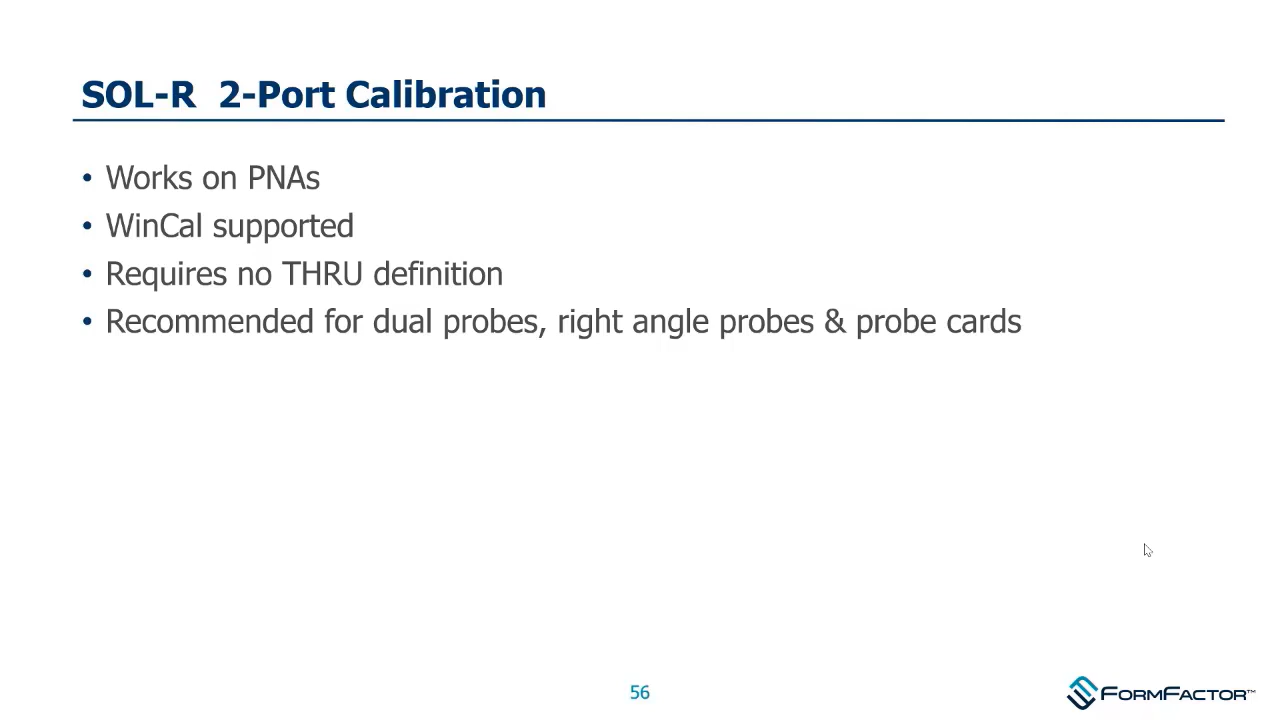 SOL-R 2-Port Calibration
• Works on PNAs
• WinCal supported
• Requires no THRU definition
• Recommended for dual probes, right angle probes & probe cards
56
FORMFACTOR™